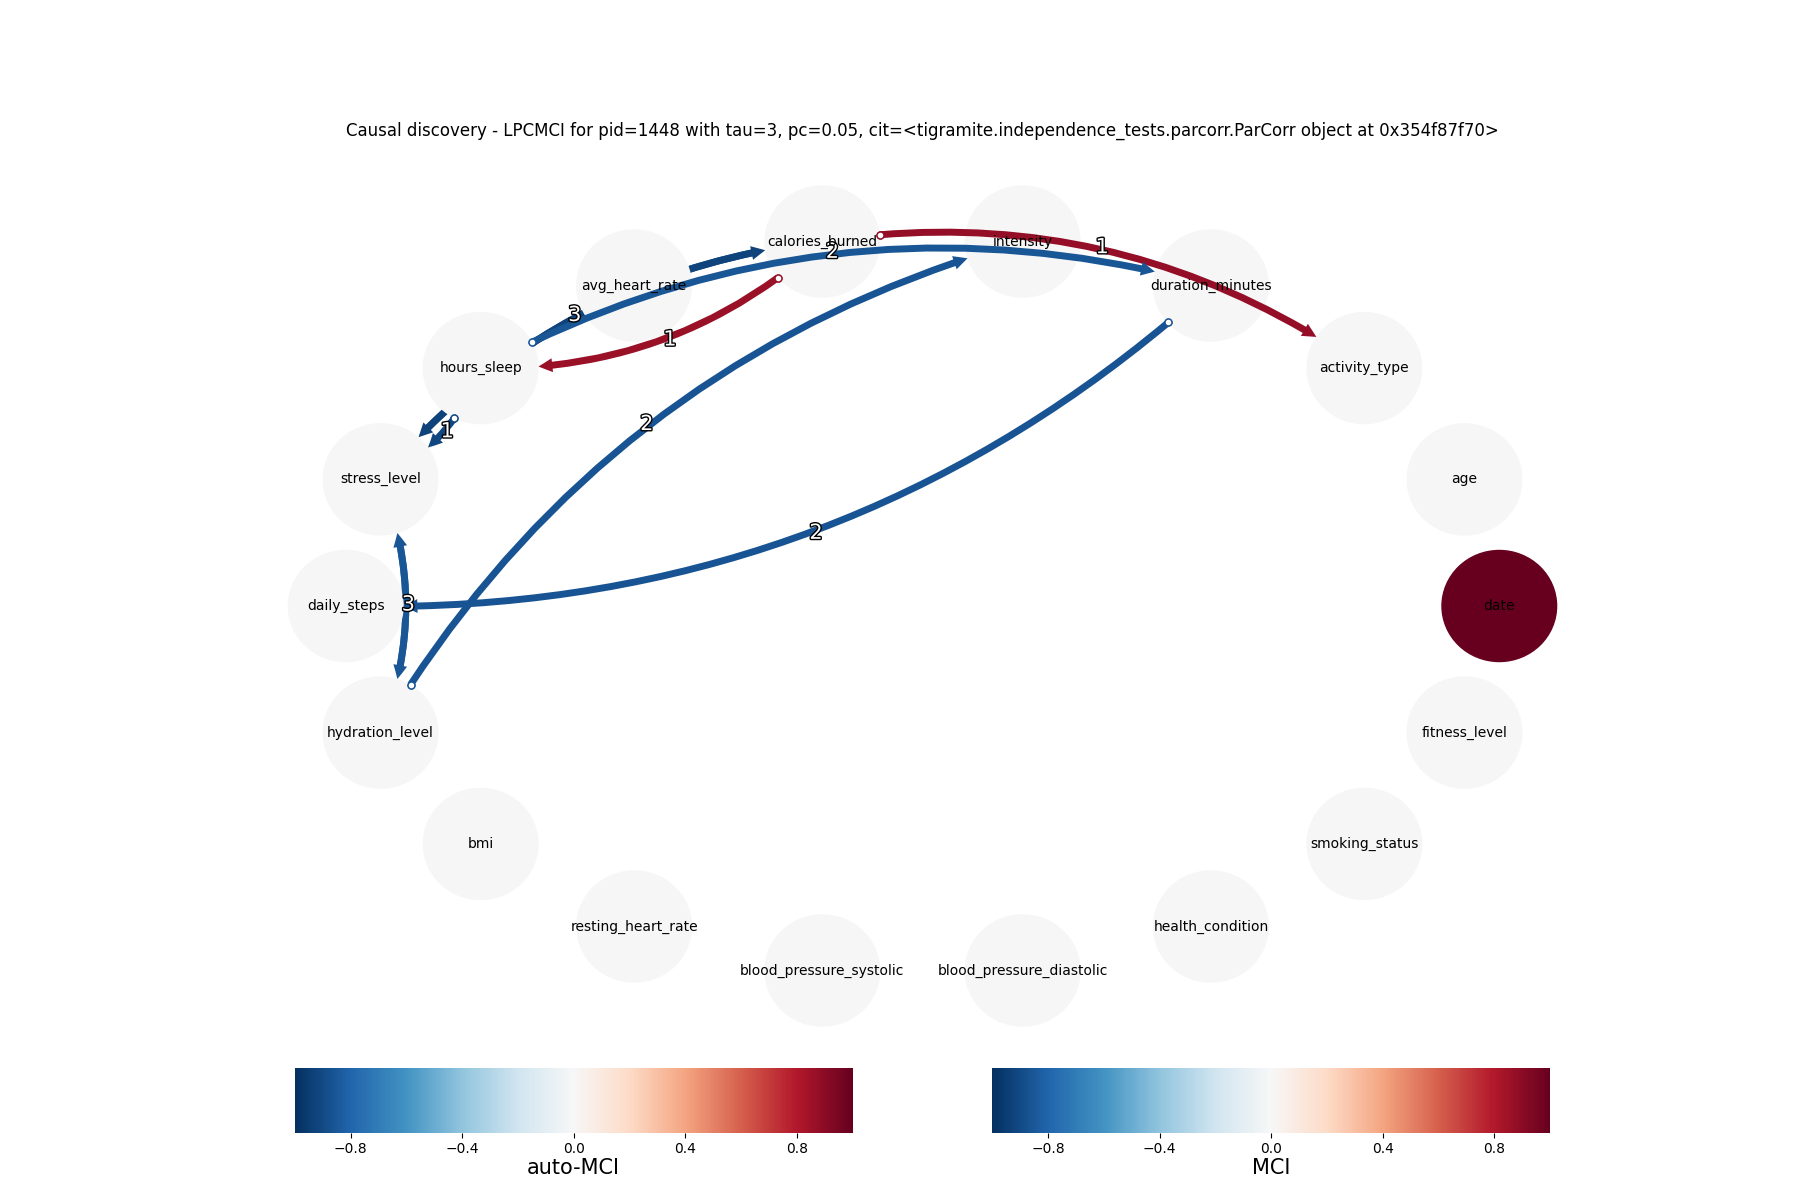 Causal discovery - LPCMCI for pid=1448 with tau=3, pc=0.05, cit=<tigramite.independence_tests.parcorr.ParCorr object at 0x354f87f70>
calories_burned
intensity
1
2
avg_heart_rate
duration_minutes
3
1
hours_sleep
activity_type
2
1
stress_level
age
2
daily_steps
3
date
hydration_level
fitness_level
bmi
smoking_status
resting_heart_rate
health_condition
blood_pressure_systolic
blood_pressure_diastolic
−0.8 −0.4 0.0 0.4 0.8
auto-MCI
−0.8 −0.4 0.0 0.4 0.8
MCI